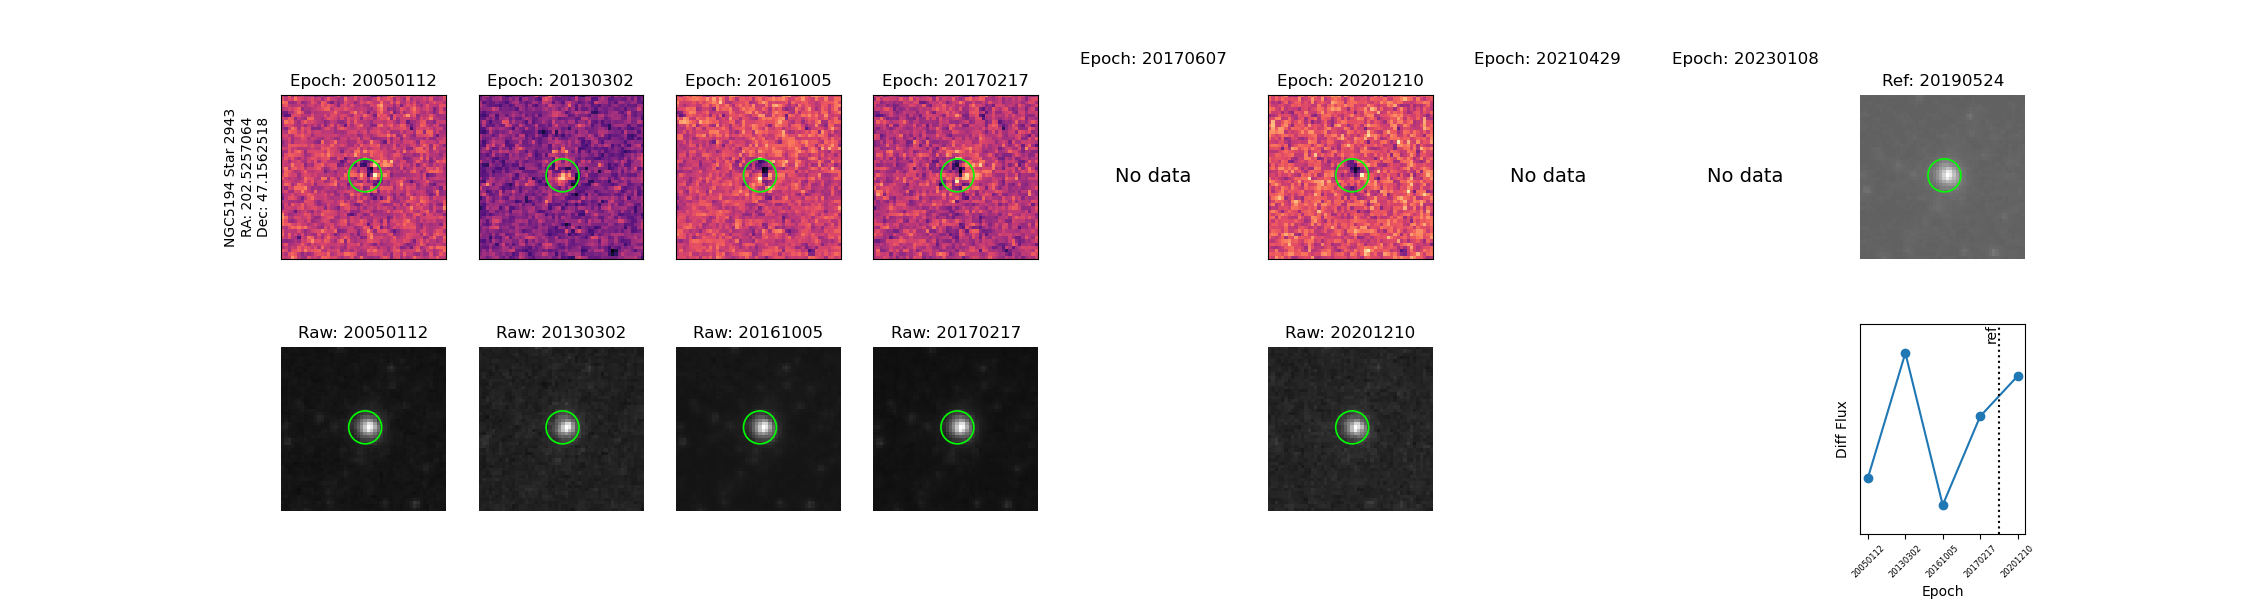 Epoch: 20050112
Epoch: 20130302
Epoch: 20161005
Epoch: 20170217
Epoch: 20170607
Epoch: 20201210
Epoch: 20210429
Epoch: 20230108
Ref: 20190524
NGC5194 Star 2943
RA: 202.5257064
Dec: 47.1562518
No data
No data
No data
Raw: 20050112
Raw: 20130302
Raw: 20161005
Raw: 20170217
Raw: 20201210
ref
Diff Flux
20050112
20130302
20161005
20170217
20201210
Epoch